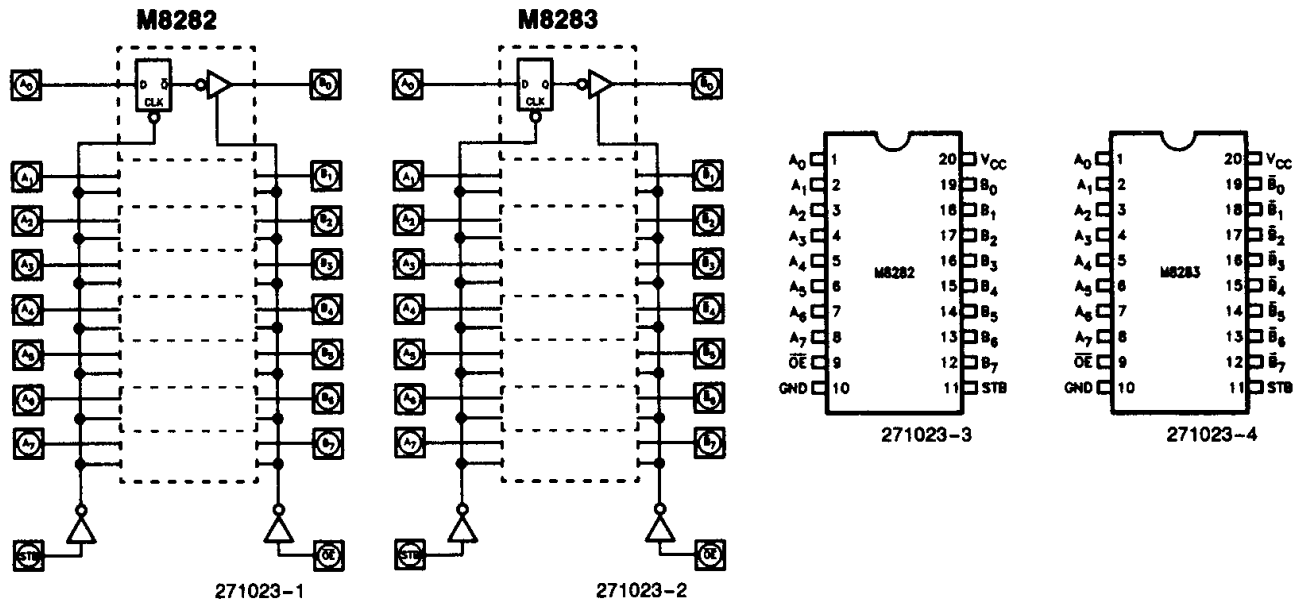 M8282
A0 D Q̅ CLK B0
A1 B1
A2 B2
A3 B3
A4 B4
A5 B5
A6 B6
A7 B7
STB O̅E̅
271023-1
M8283
A0 D Q CLK B̅0
A1 B̅1
A2 B̅2
A3 B̅3
A4 B̅4
A5 B̅5
A6 B̅6
A7 B̅7
STB O̅E̅
271023-2
A0 1 20 VCC
A1 2 19 B0
A2 3 18 B1
A3 4 17 B2
A4 5 16 B3
M8282
A5 6 15 B4
A6 7 14 B5
A7 8 13 B6
O̅E̅ 9 12 B7
GND 10 11 STB
271023-3
A0 1 20 VCC
A1 2 19 B̅0
A2 3 18 B̅1
A3 4 17 B̅2
A4 5 16 B̅3
M8283
A5 6 15 B̅4
A6 7 14 B̅5
A7 8 13 B̅6
O̅E̅ 9 12 B̅7
GND 10 11 STB
271023-4